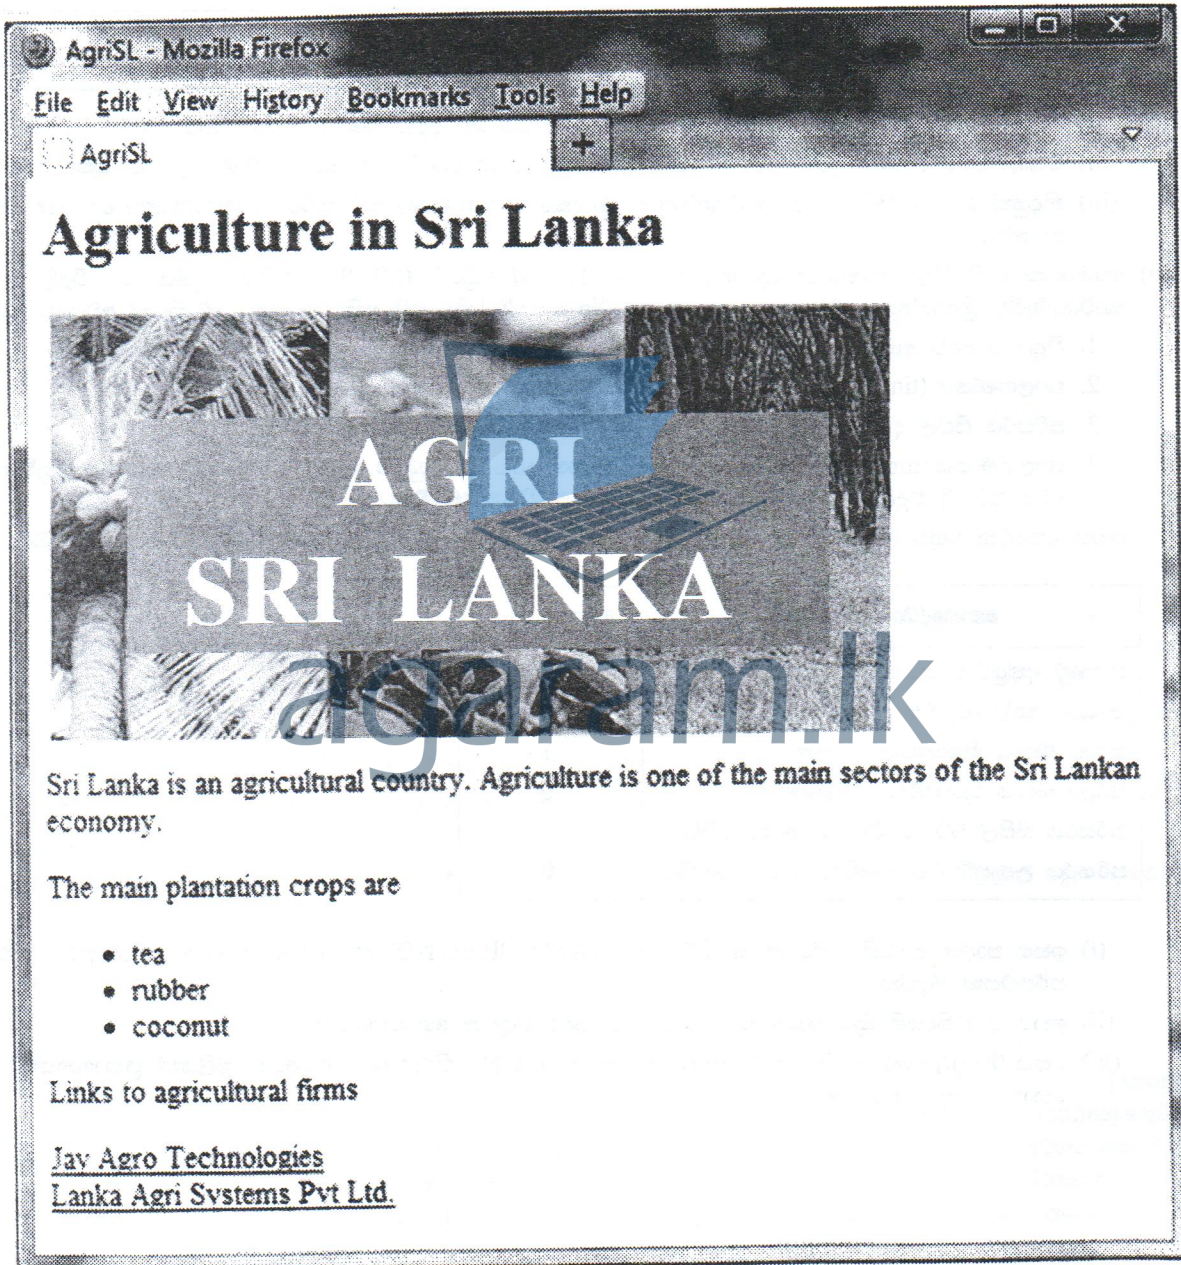 AgriSL - Mozilla Firefox
File Edit View History Bookmarks Tools Help
AgriSL
+
Agriculture in Sri Lanka
AGRI
SRI LANKA
agaram.lk
Sri Lanka is an agricultural country. Agriculture is one of the main sectors of the Sri Lankan
economy.
The main plantation crops are
• tea
• rubber
• coconut
Links to agricultural firms
Jay Agro Technologies
Lanka Agri Systems Pvt Ltd.